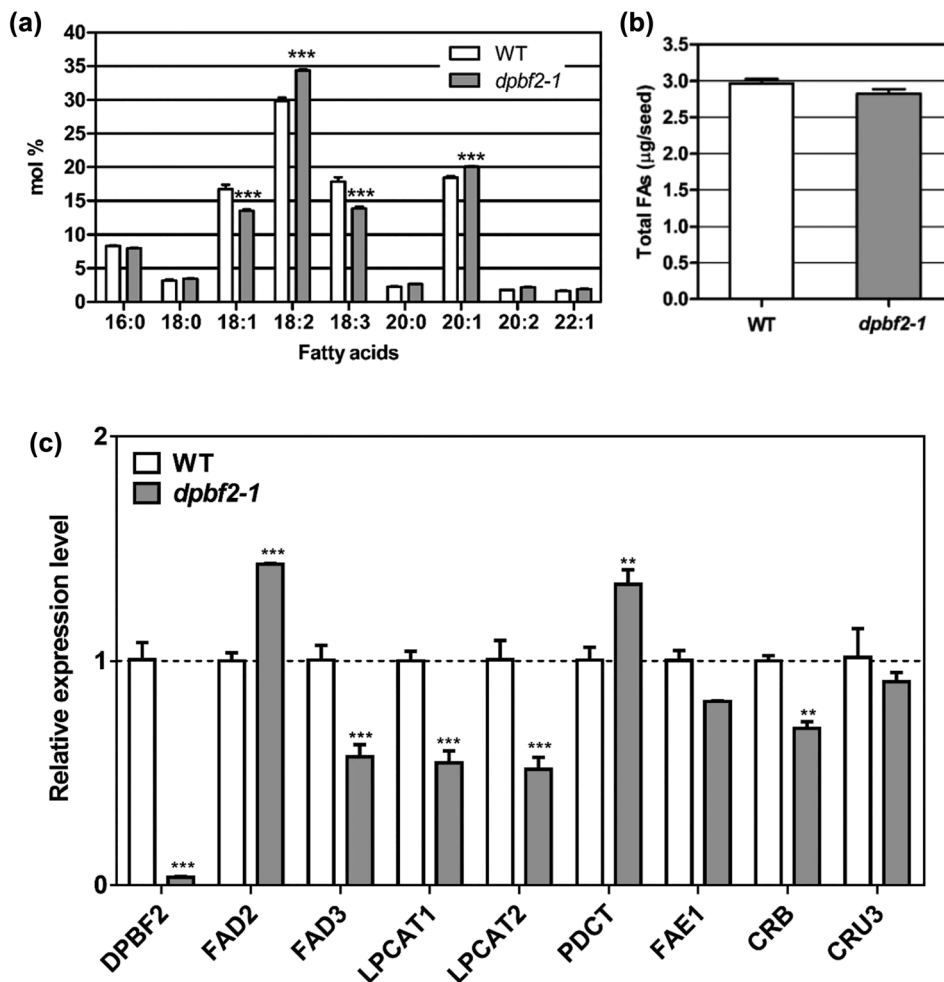 (a)
mol %
40
35
30
25
20
15
10
5
0
***
***
***
***
WT
dpbf2-1
16:0 18:0 18:1 18:2 18:3 20:0 20:1 20:2 22:1
Fatty acids
(b)
Total FAs (μg/seed)
3.5
3.0
2.5
2.0
1.5
1.0
0.5
0.0
WT dpbf2-1
(c)
Relative expression level
2
1
0
WT
dpbf2-1
***
***
***
***
***
**
**
DPBF2 FAD2 FAD3 LPCAT1 LPCAT2 PDCT FAE1 CRB CRU3